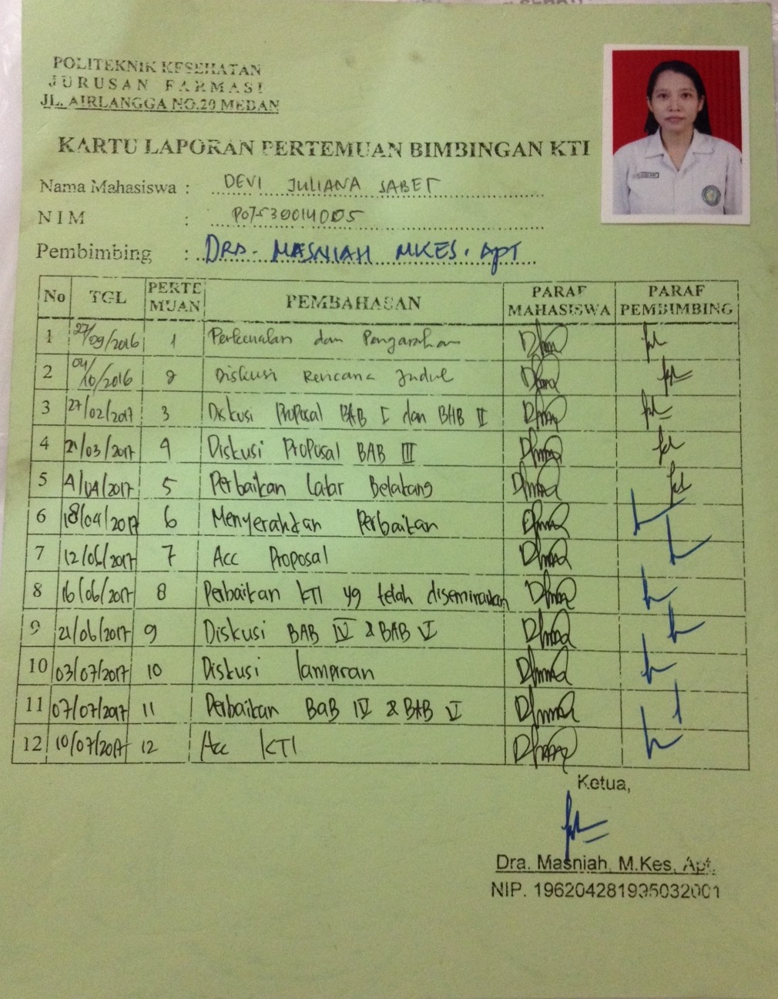 POLITEKNIK KESEHATAN
JURUSAN FARMASI
JL. AIRLANGGA NO.20 MEDAN
KARTU LAPORAN PERTEMUAN BIMBINGAN KTI
Nama Mahasiswa : DEVI JULIANA SABET
NIM : P07530014005
Pembimbing : DRA. MASNIAH MKES. APT
No TGL PERTEMUAN PEMBAHASAN PARAF MAHASISWA PARAF PEMBIMBING
1 27/09/2016 1 Perkenalan dan Pengarahan
2 04/10/2016 2 Diskusi Rencana Judul
3 27/02/2017 3 Diskusi Proposal BAB I dan BAB II
4 21/03/2017 4 Diskusi Proposal BAB III
5 4/04/2017 5 Perbaikan Latar Belakang
6 18/04/2017 6 Menyerahkan Perbaikan
7 7 Acc Proposal
8 16/06/2017 8 Perbaikan KTI yg telah diseminarkan
9 21/06/2017 9 Diskusi BAB IV & BAB V
10 03/07/2017 10 Diskusi lampiran
11 07/07/2017 11 Perbaikan BaB IV & BAB V
12 10/07/2017 12 Acc KTI
Ketua,
Dra. Masniah, M.Kes, Apt.
NIP. 196204281995032001